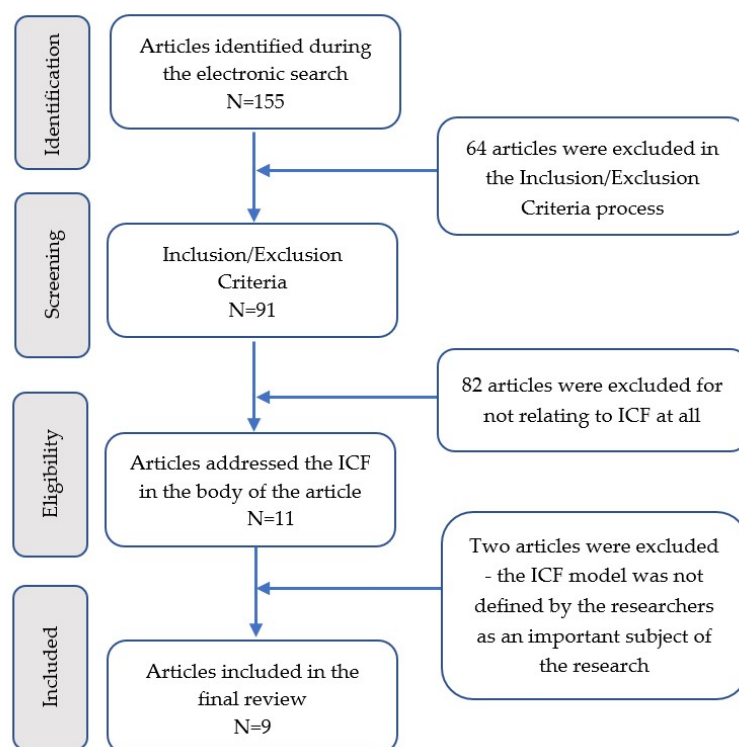 Identification
Articles identified during
the electronic search
N=155
64 articles were excluded in
the Inclusion/Exclusion
Criteria process
Screening
Inclusion/Exclusion
Criteria
N=91
82 articles were excluded for
not relating to ICF at all
Eligibility
Articles addressed the ICF
in the body of the article
N=11
Two articles were excluded
- the ICF model was not
defined by the researchers
as an important subject of
the research
Included
Articles included in the
final review
N=9